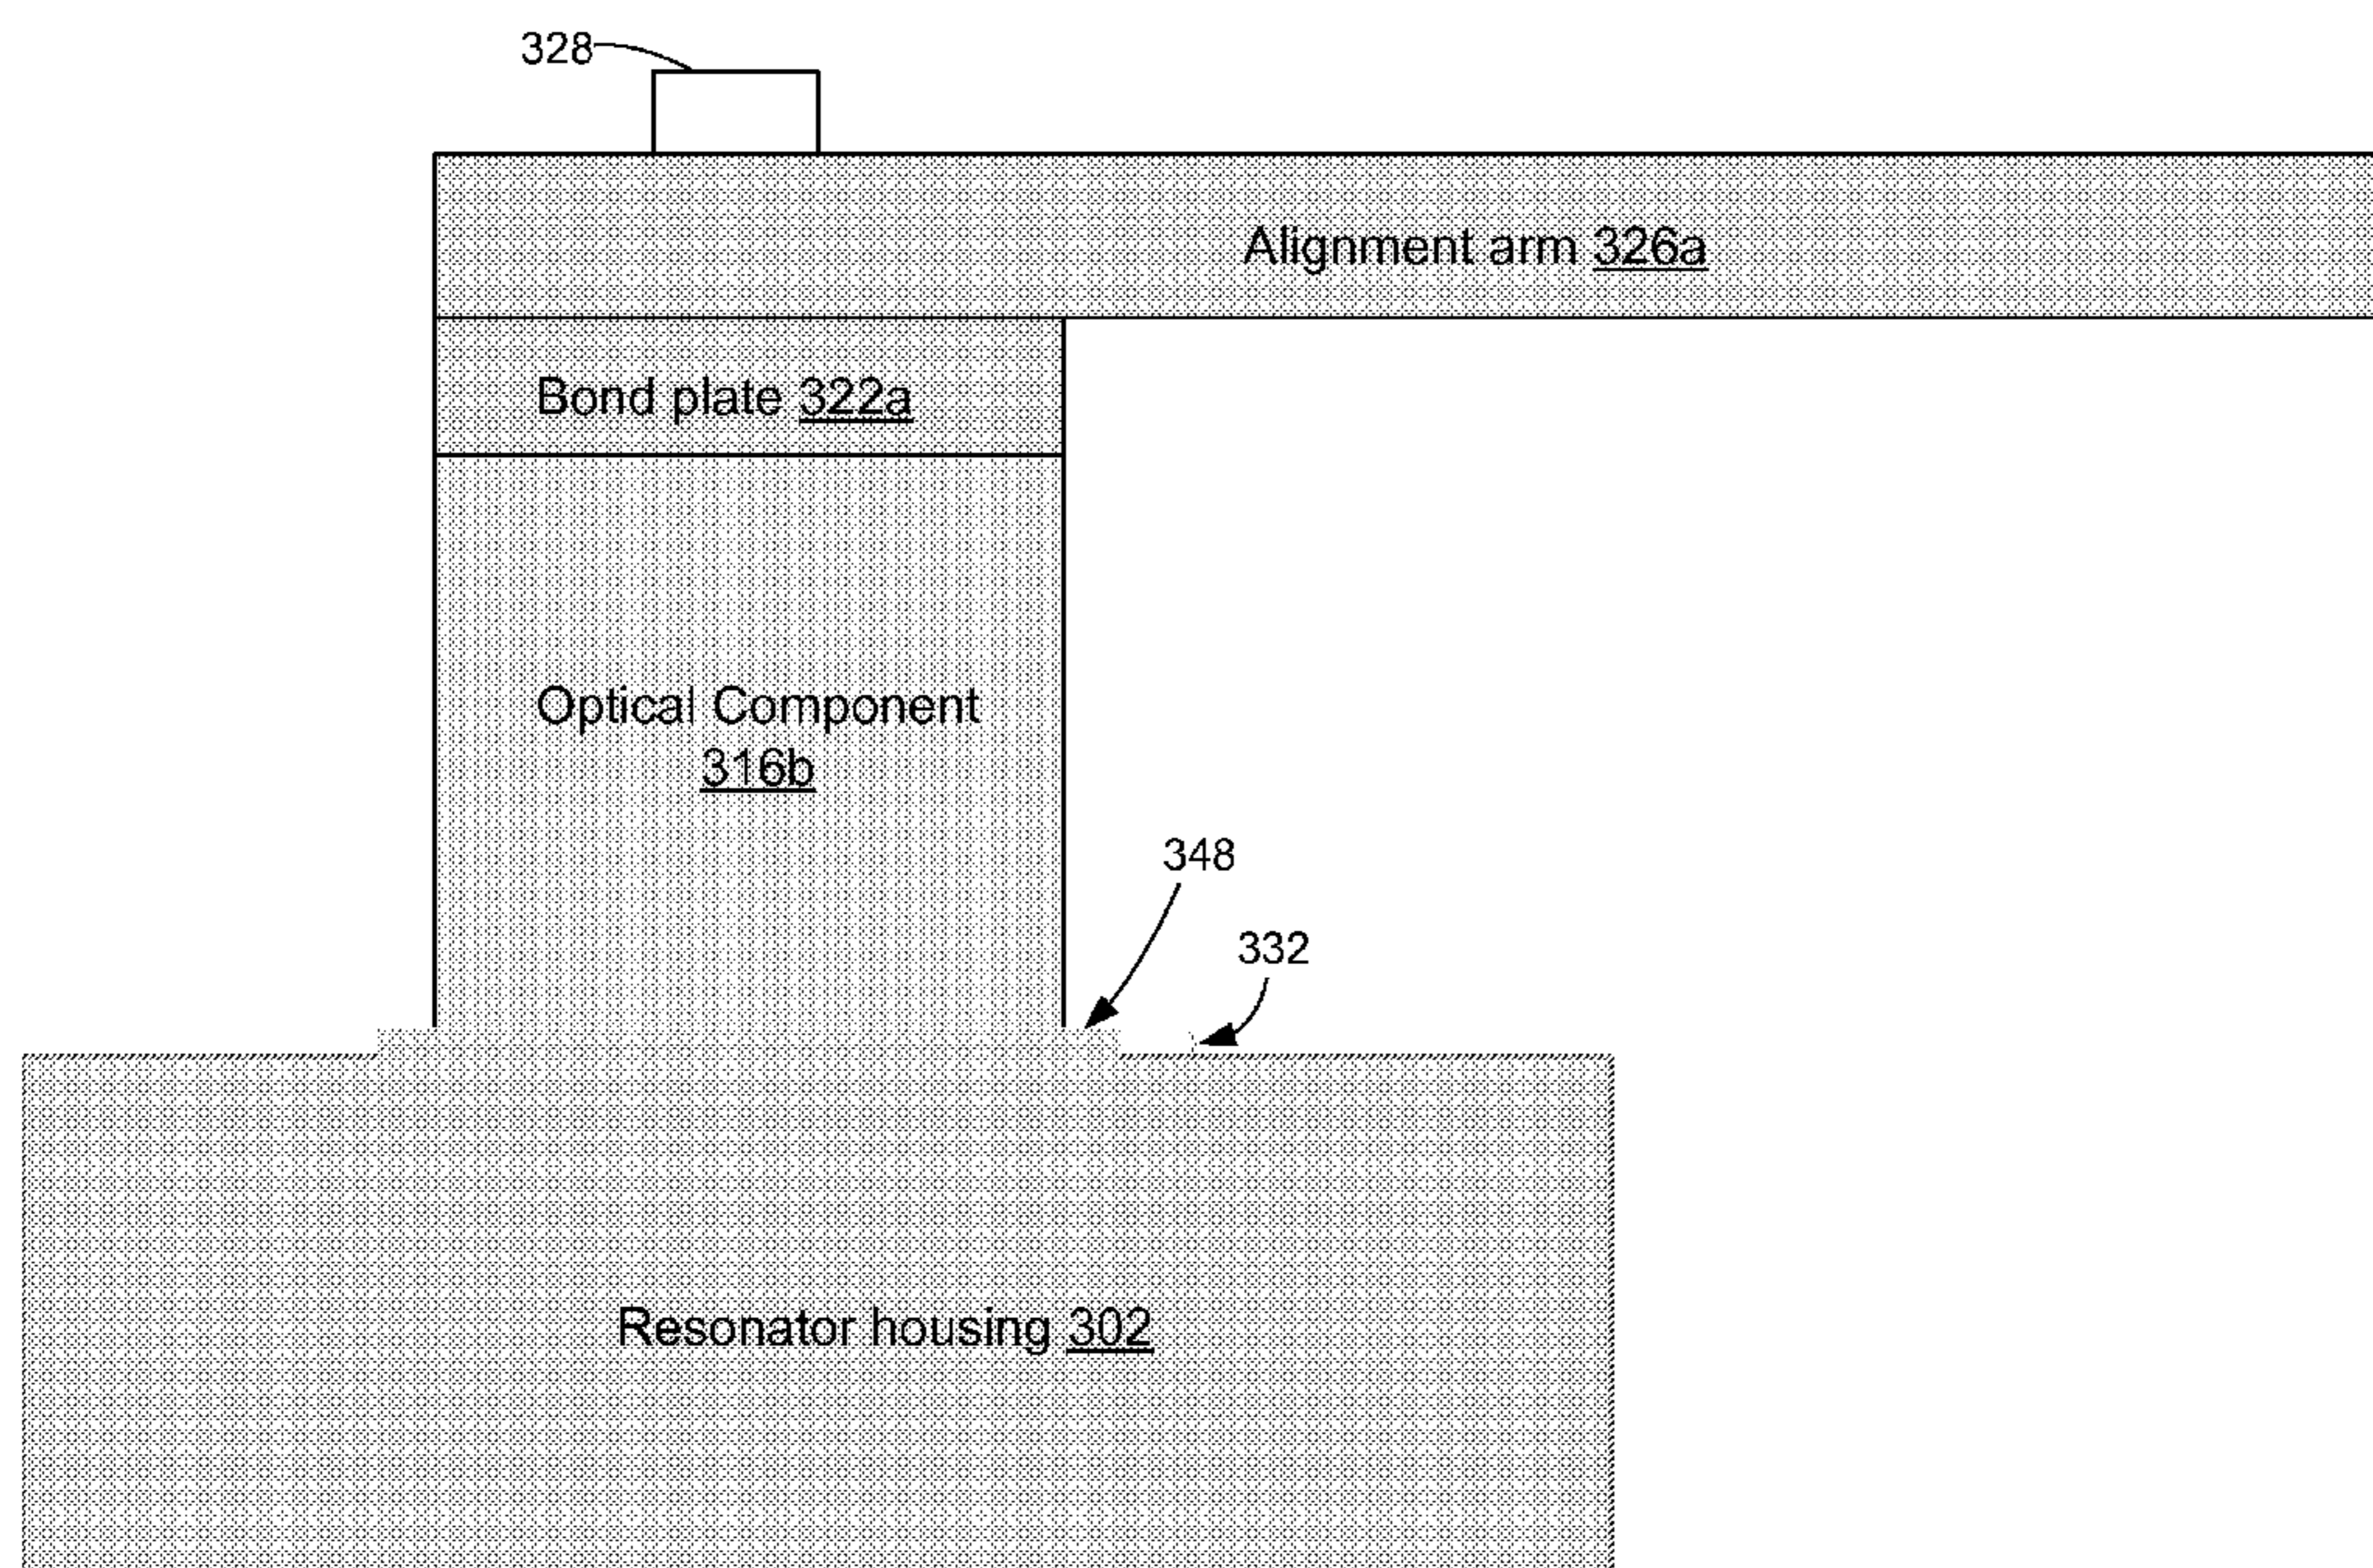 328
Alignment arm 326a
Bond plate 322a
Optical Component
316b
348
332
Resonator housing 302